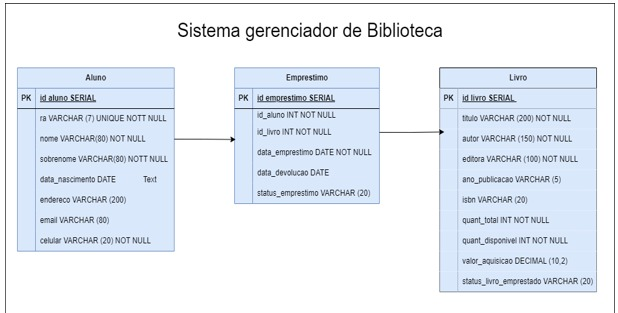 Sistema gerenciador de Biblioteca
Aluno
PK id aluno SERIAL
ra VARCHAR (7) UNIQUE NOTT NULL
nome VARCHAR(80) NOT NULL
sobrenome VARCHAR(80) NOTT NULL
data_nascimento DATE Text
endereco VARCHAR (200)
email VARCHAR (80)
celular VARCHAR (20) NOT NULL
Emprestimo
PK id emprestimo SERIAL
id_aluno INT NOT NULL
id_livro INT NOT NULL
data_emprestimo DATE NOT NULL
data_devolucao DATE
status_emprestimo VARCHAR (20)
Livro
PK id livro SERIAL
titulo VARCHAR (200) NOT NULL
autor VARCHAR (150) NOT NULL
editora VARCHAR (100) NOT NULL
ano_publicacao VARCHAR (5)
isbn VARCHAR (20)
quant_total INT NOT NULL
quant_disponivel INT NOT NULL
valor_aquisicao DECIMAL (10,2)
status_livro_emprestado VARCHAR (20)